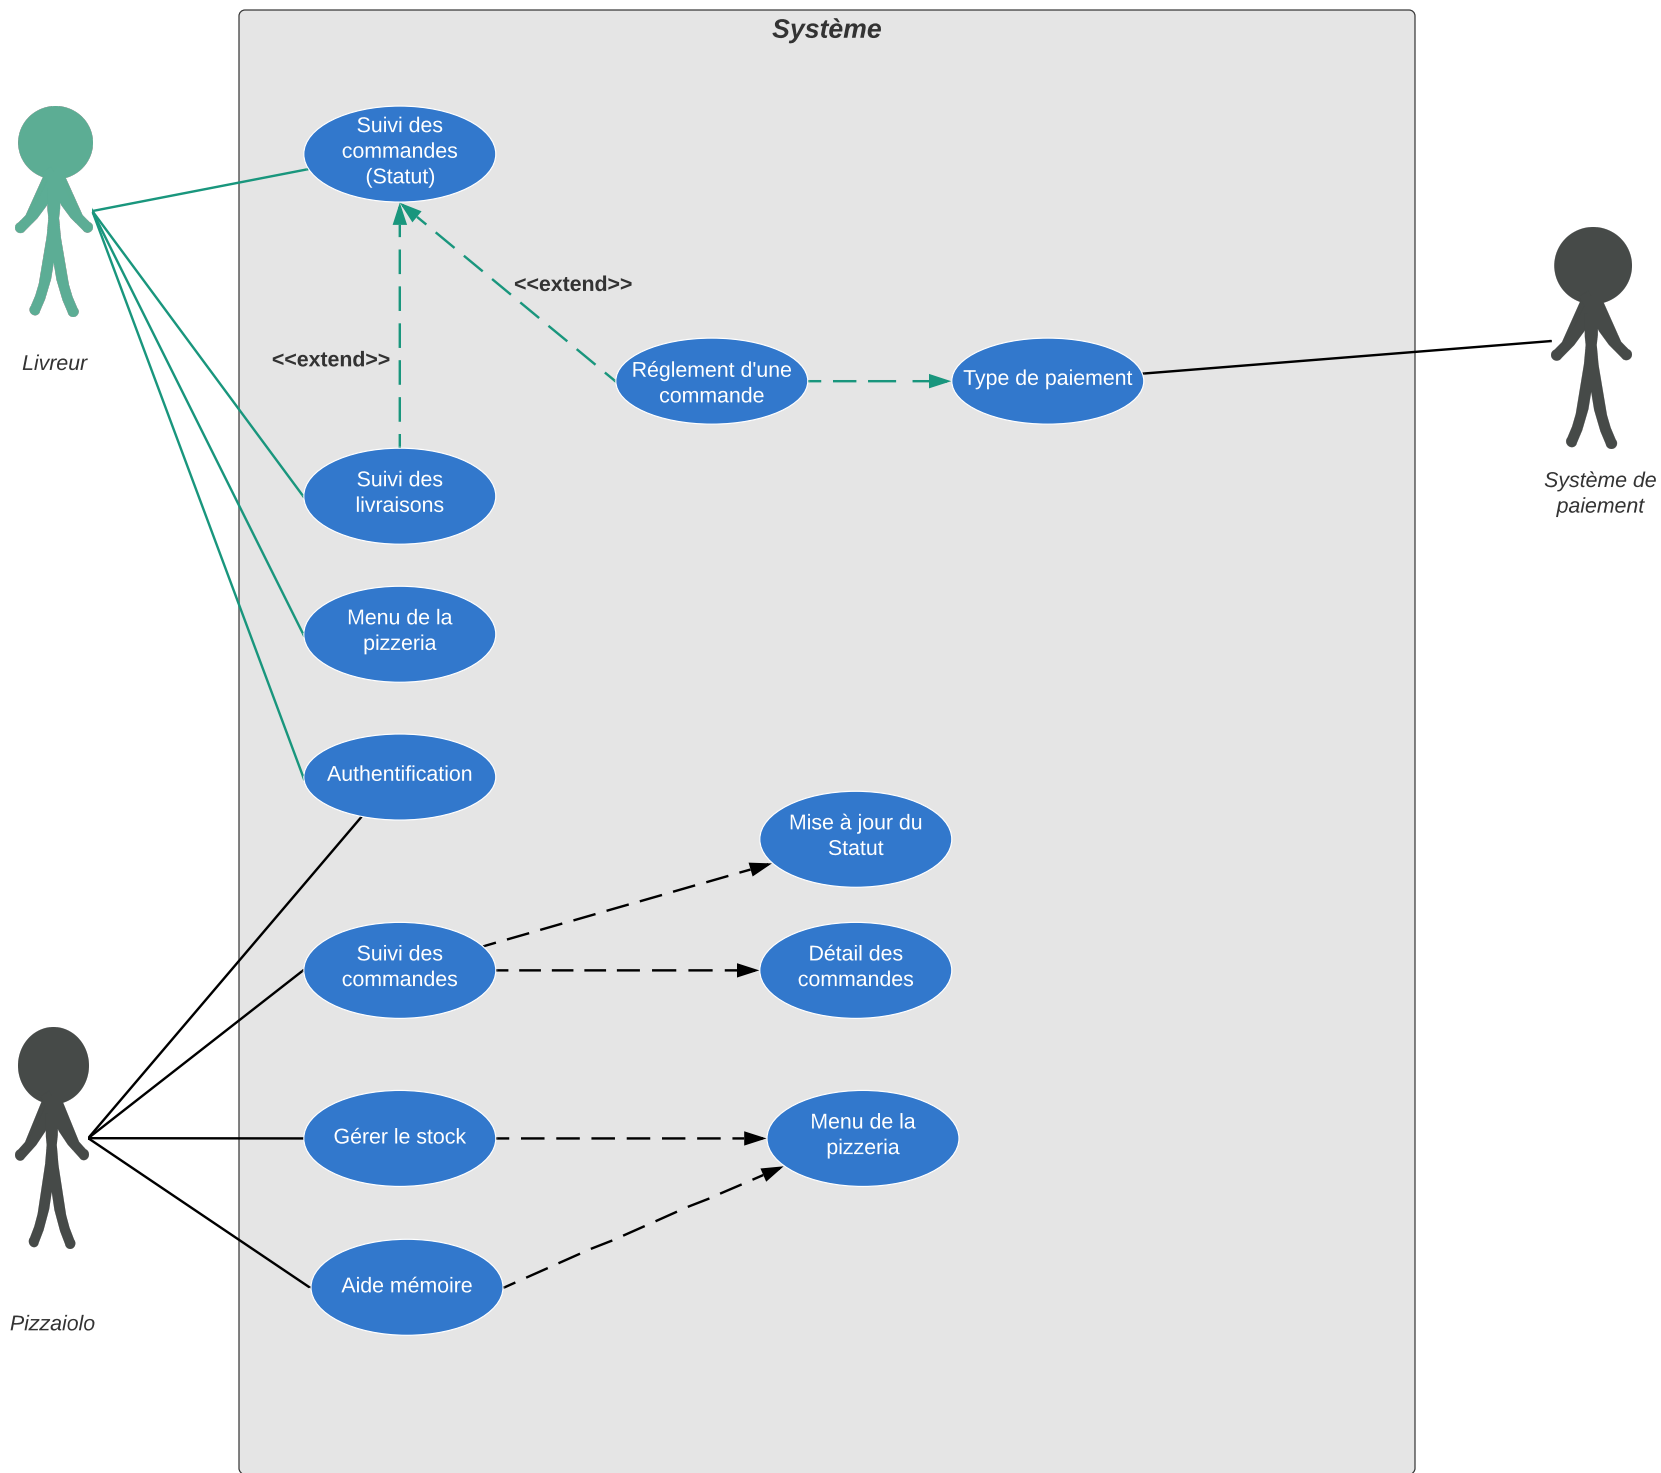 Système
Suivi des
commandes
(Statut)
<<extend>>
<<extend>>
Livreur
Réglement d'une
commande
Type de paiement
Système de
paiement
Suivi des
livraisons
Menu de la
pizzeria
Authentification
Mise à jour du
Statut
Suivi des
commandes
Détail des
commandes
Gérer le stock
Menu de la
pizzeria
Aide mémoire
Pizzaiolo